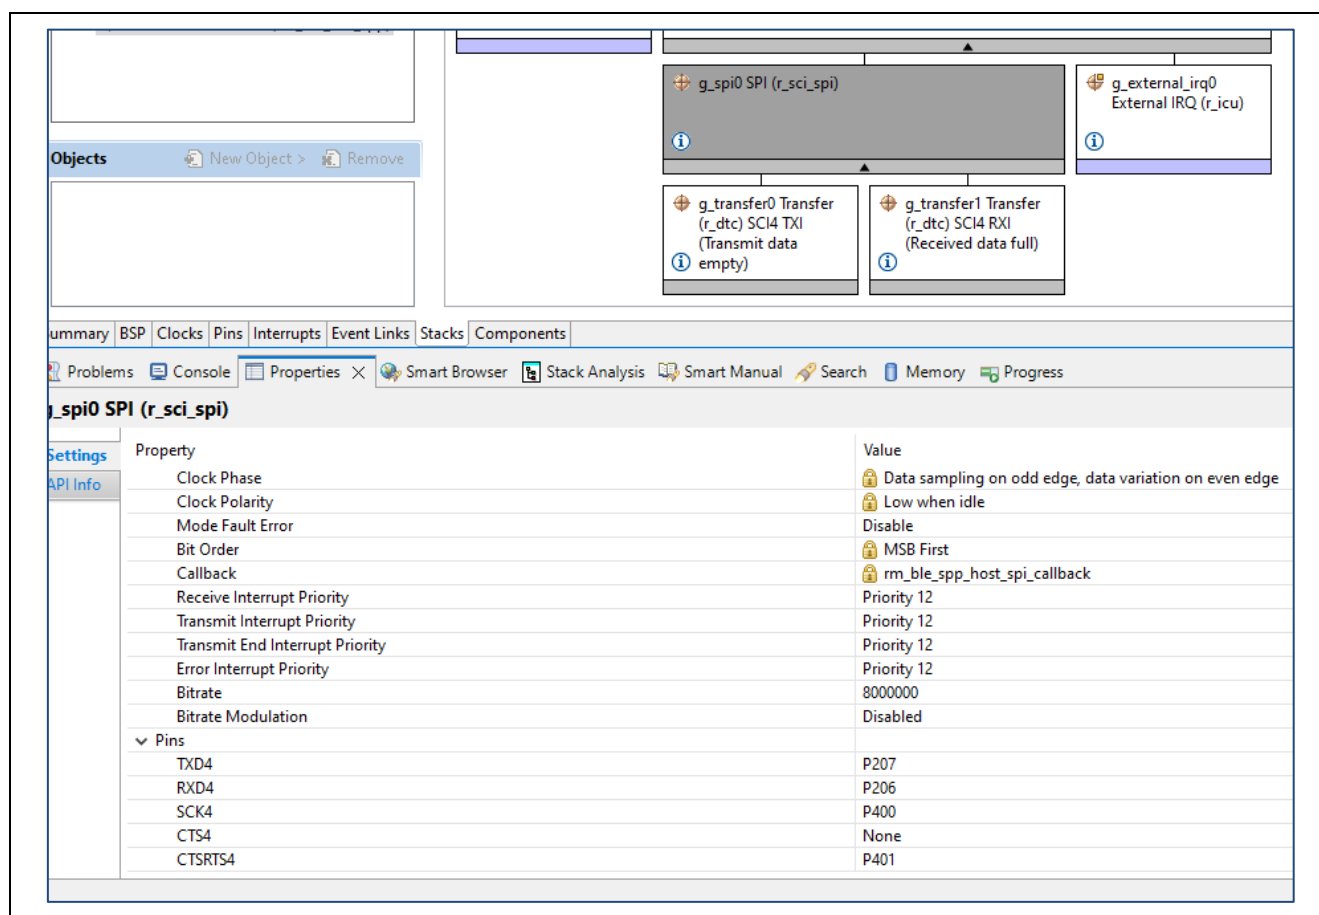 g_spi0 SPI (r_sci_spi)
g_external_irq0
External IRQ (r_icu)
Objects New Object > Remove
g_transfer0 Transfer
(r_dtc) SCI4 TXI
(Transmit data
empty)
g_transfer1 Transfer
(r_dtc) SCI4 RXI
(Received data full)
ummary BSP Clocks Pins Interrupts Event Links Stacks Components
Problems Console Properties Smart Browser Stack Analysis Smart Manual Search Memory Progress
g_spi0 SPI (r_sci_spi)
Settings
API Info
Property Value
Clock Phase Data sampling on odd edge, data variation on even edge
Clock Polarity Low when idle
Mode Fault Error Disable
Bit Order MSB First
Callback rm_ble_spp_host_spi_callback
Receive Interrupt Priority Priority 12
Transmit Interrupt Priority Priority 12
Transmit End Interrupt Priority Priority 12
Error Interrupt Priority Priority 12
Bitrate 8000000
Bitrate Modulation Disabled
Pins
TXD4 P207
RXD4 P206
SCK4 P400
CTS4 None
CTSRTS4 P401